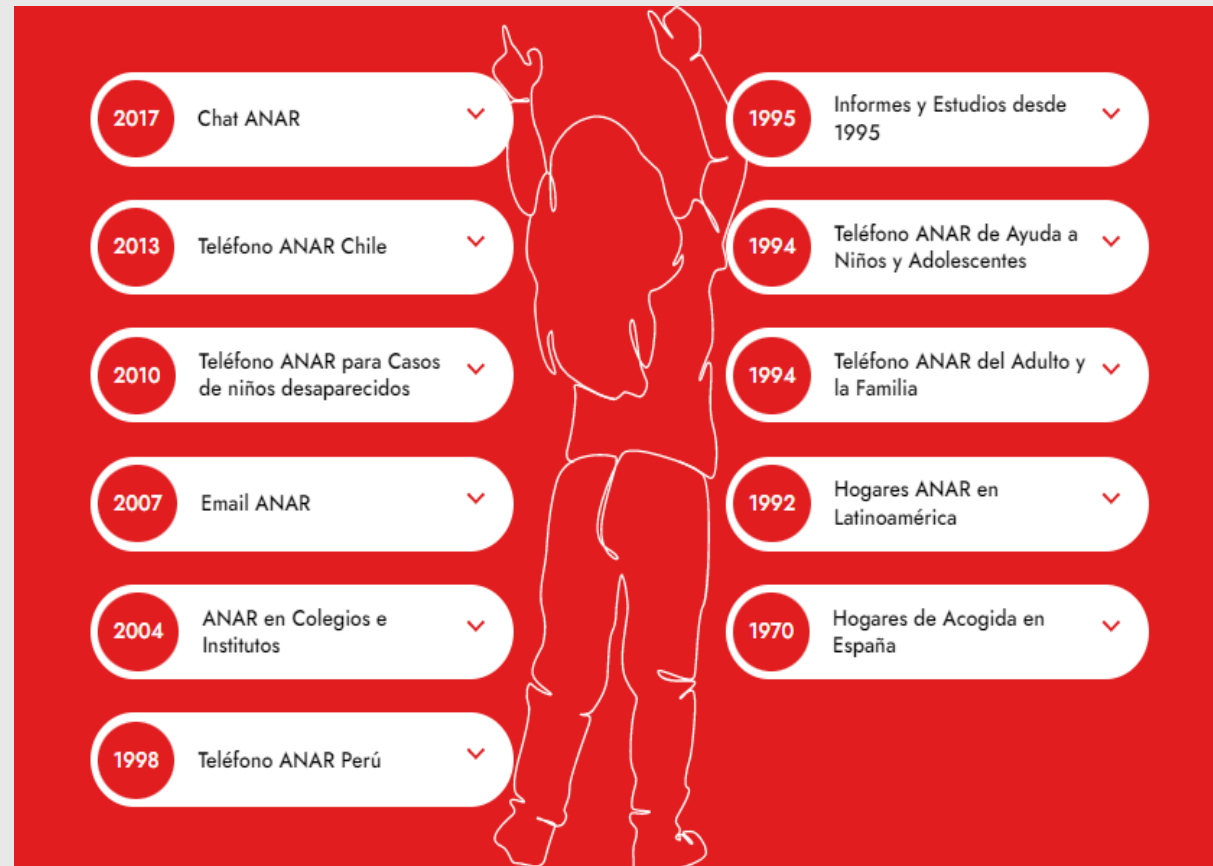 2017
Chat ANAR
2013
Teléfono ANAR Chile
2010
Teléfono ANAR para Casos
de niños desaparecidos
2007
Email ANAR
2004
ANAR en Colegios e
Institutos
1998
Teléfono ANAR Perú
1995
Informes y Estudios desde
1995
1994
Teléfono ANAR de Ayuda a
Niños y Adolescentes
1994
Teléfono ANAR del Adulto y
la Familia
1992
Hogares ANAR en
Latinoamérica
1970
Hogares de Acogida en
España